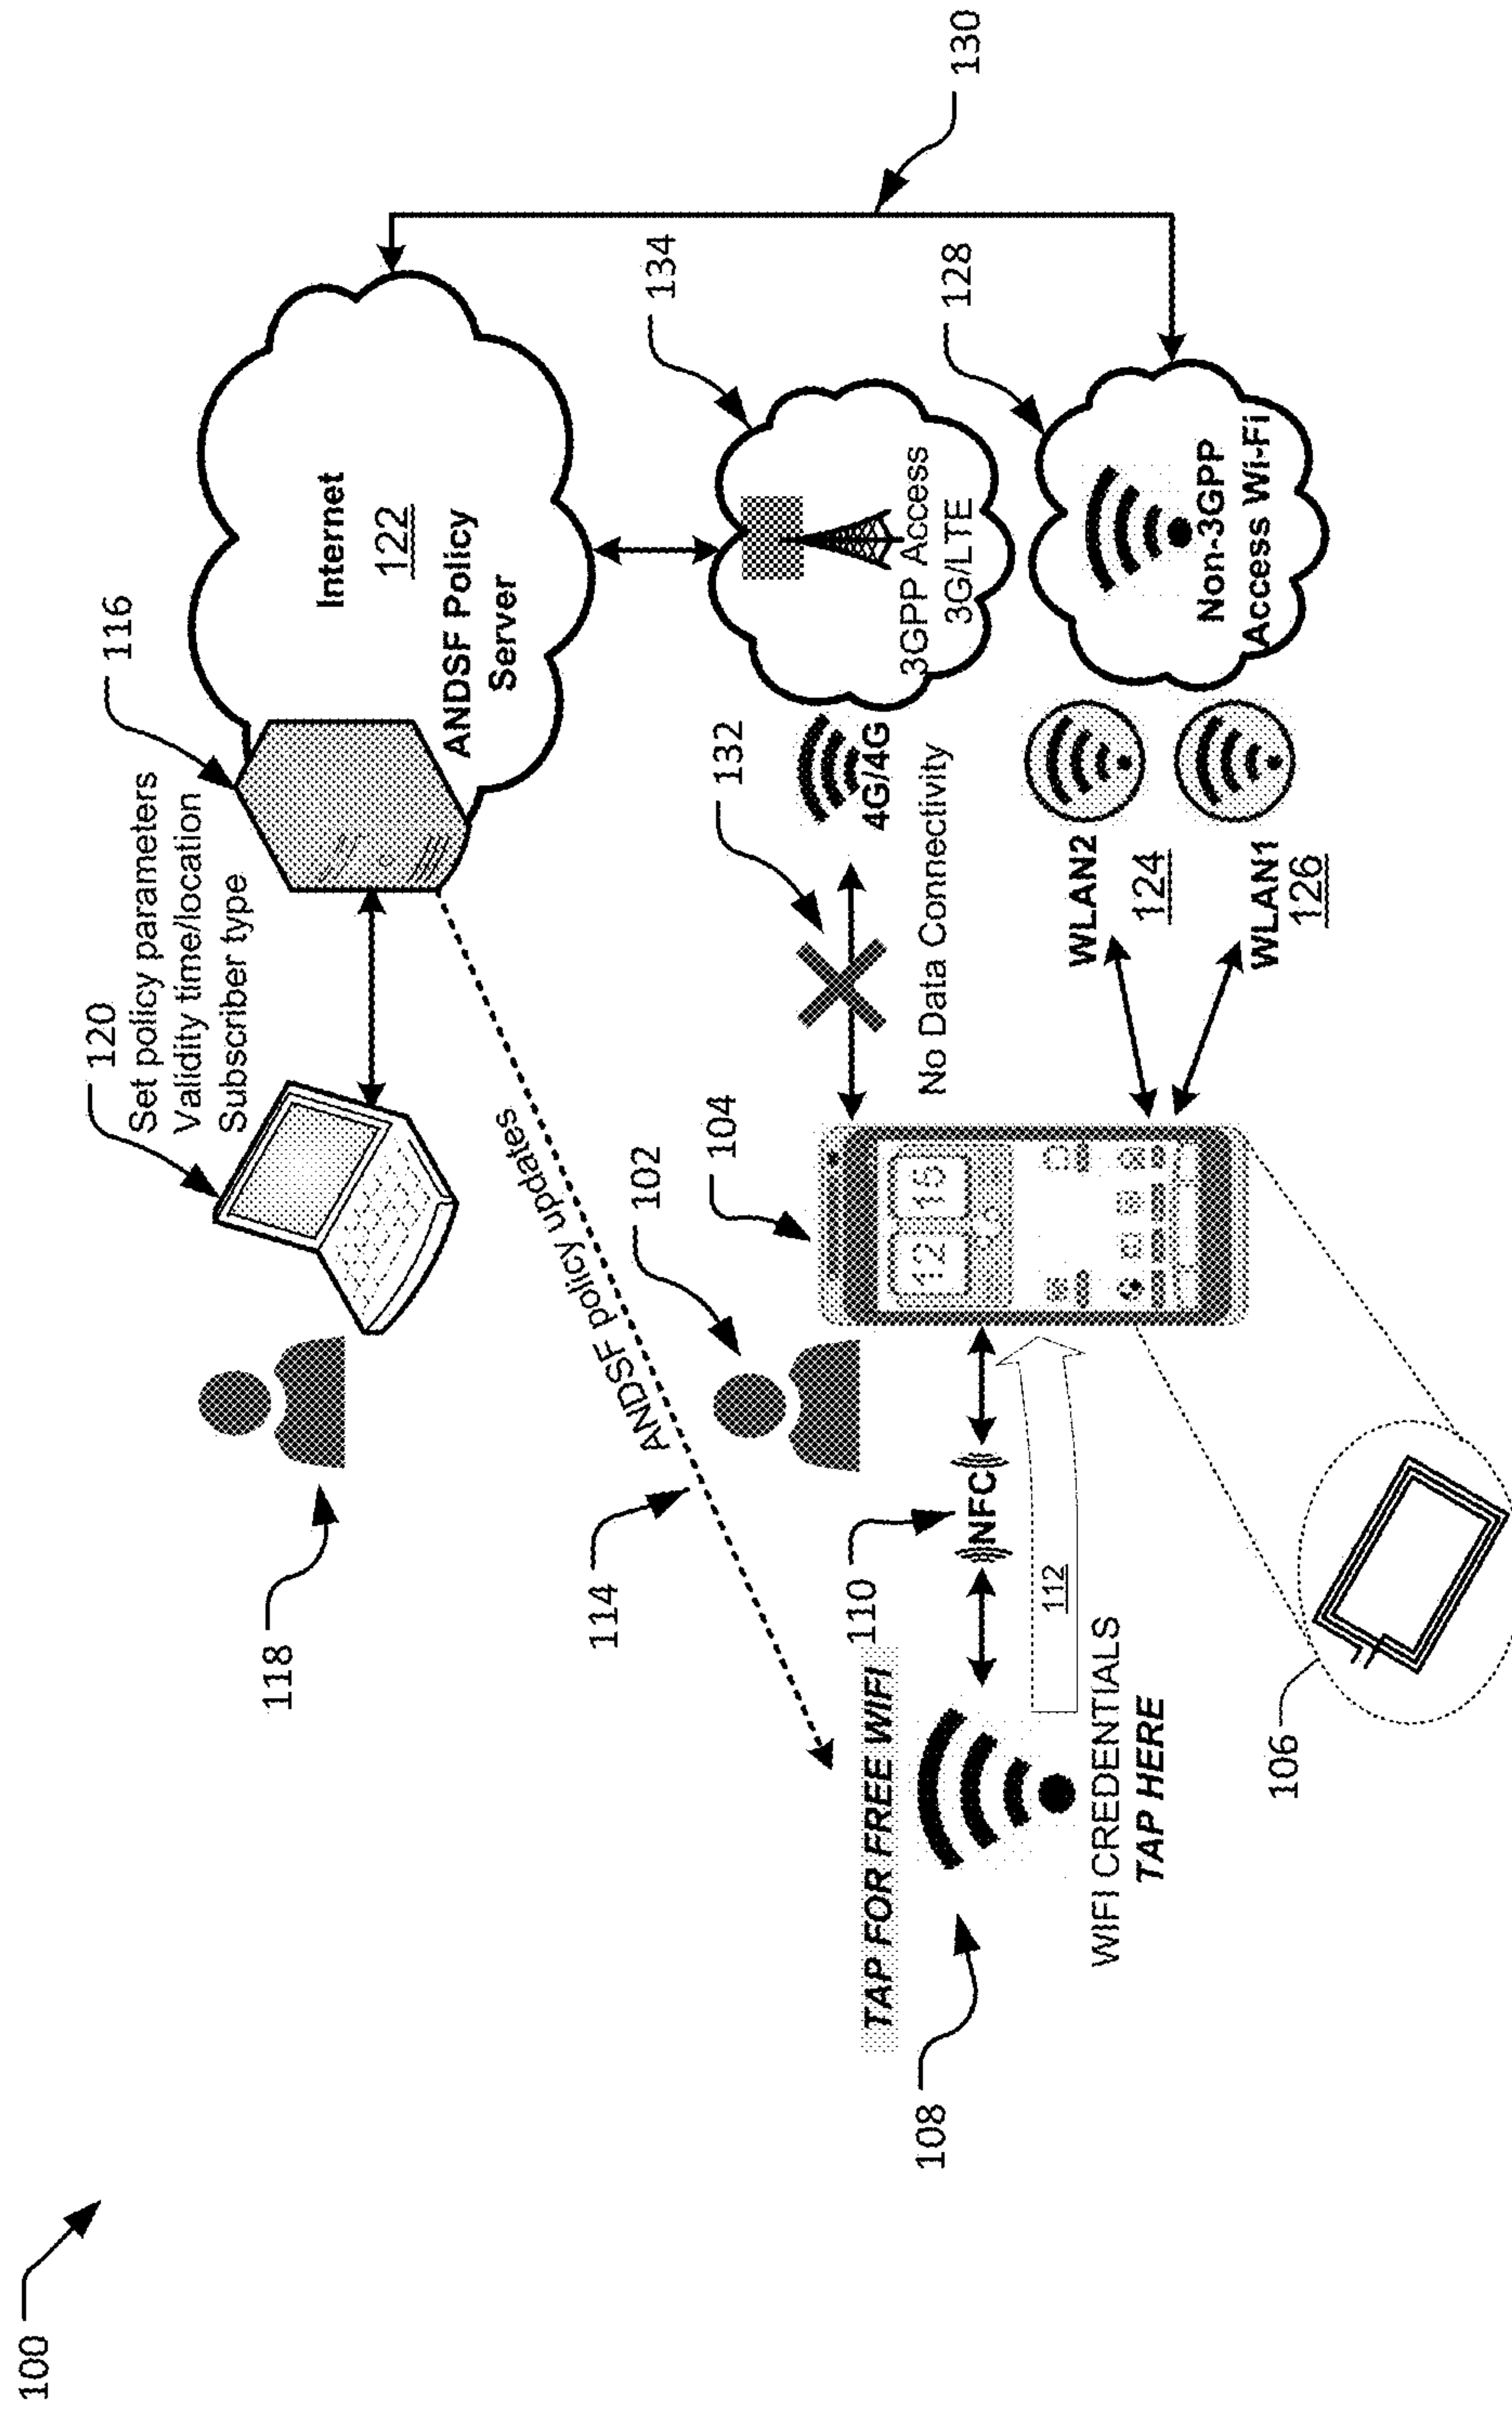 100
118
120
Set policy parameters
Validity time/location
Subscriber type
116
Internet
122
ANDSF Policy
Server
114
ANDSF policy updates
102
104
132
134
130
TAP FOR FREE WIFI
110
NFC
112
12 15
No Data Connectivity
4G/4G
3GPP Access
3G/LTE
128
108
WIFI CREDENTIALS
TAP HERE
WLAN2
124
WLAN1
126
Non-3GPP
Access Wi-Fi
106